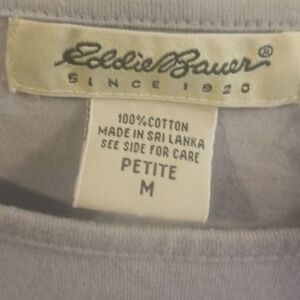 Eddie Bauer®
SINCE 1920
100% COTTON
MADE IN SRI LANKA
SEE SIDE FOR CARE
PETITE
M